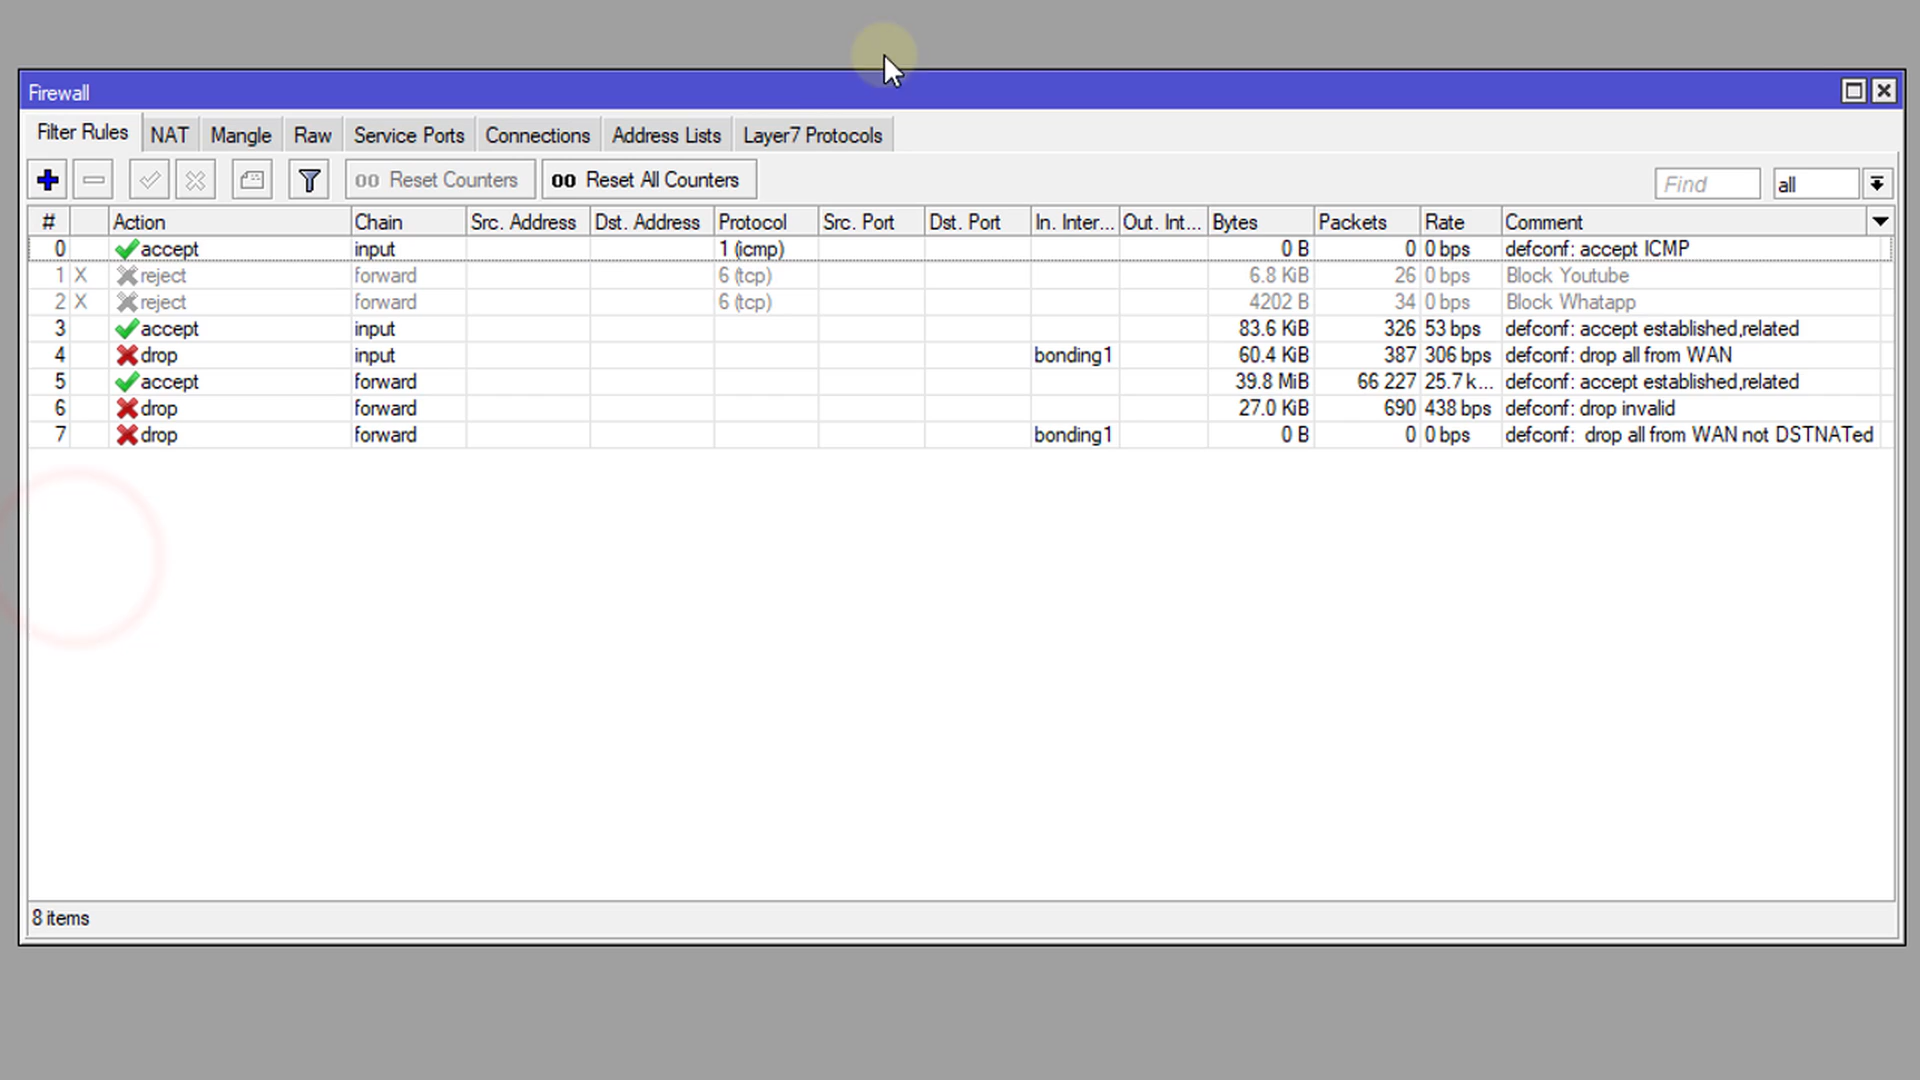 Firewall
Filter Rules NAT Mangle Raw Service Ports Connections Address Lists Layer7 Protocols
00 Reset Counters 00 Reset All Counters Find all
# Action Chain Src. Address Dst. Address Protocol Src. Port Dst. Port In. Inter... Out. Int... Bytes Packets Rate Comment
0 accept input 1 (icmp) 0 B 0 0 bps defconf: accept ICMP
1 X reject forward 6 (tcp) 6.8 KiB 26 0 bps Block Youtube
2 X reject forward 6 (tcp) 4202 B 34 0 bps Block Whatapp
3 accept input 83.6 KiB 326 53 bps defconf: accept established,related
4 drop input bonding1 60.4 KiB 387 306 bps defconf: drop all from WAN
5 accept forward 39.8 MiB 66 227 25.7 k... defconf: accept established,related
6 drop forward 27.0 KiB 690 438 bps defconf: drop invalid
7 drop forward bonding1 0 B 0 0 bps defconf:  drop all from WAN not DSTNATed
8 items